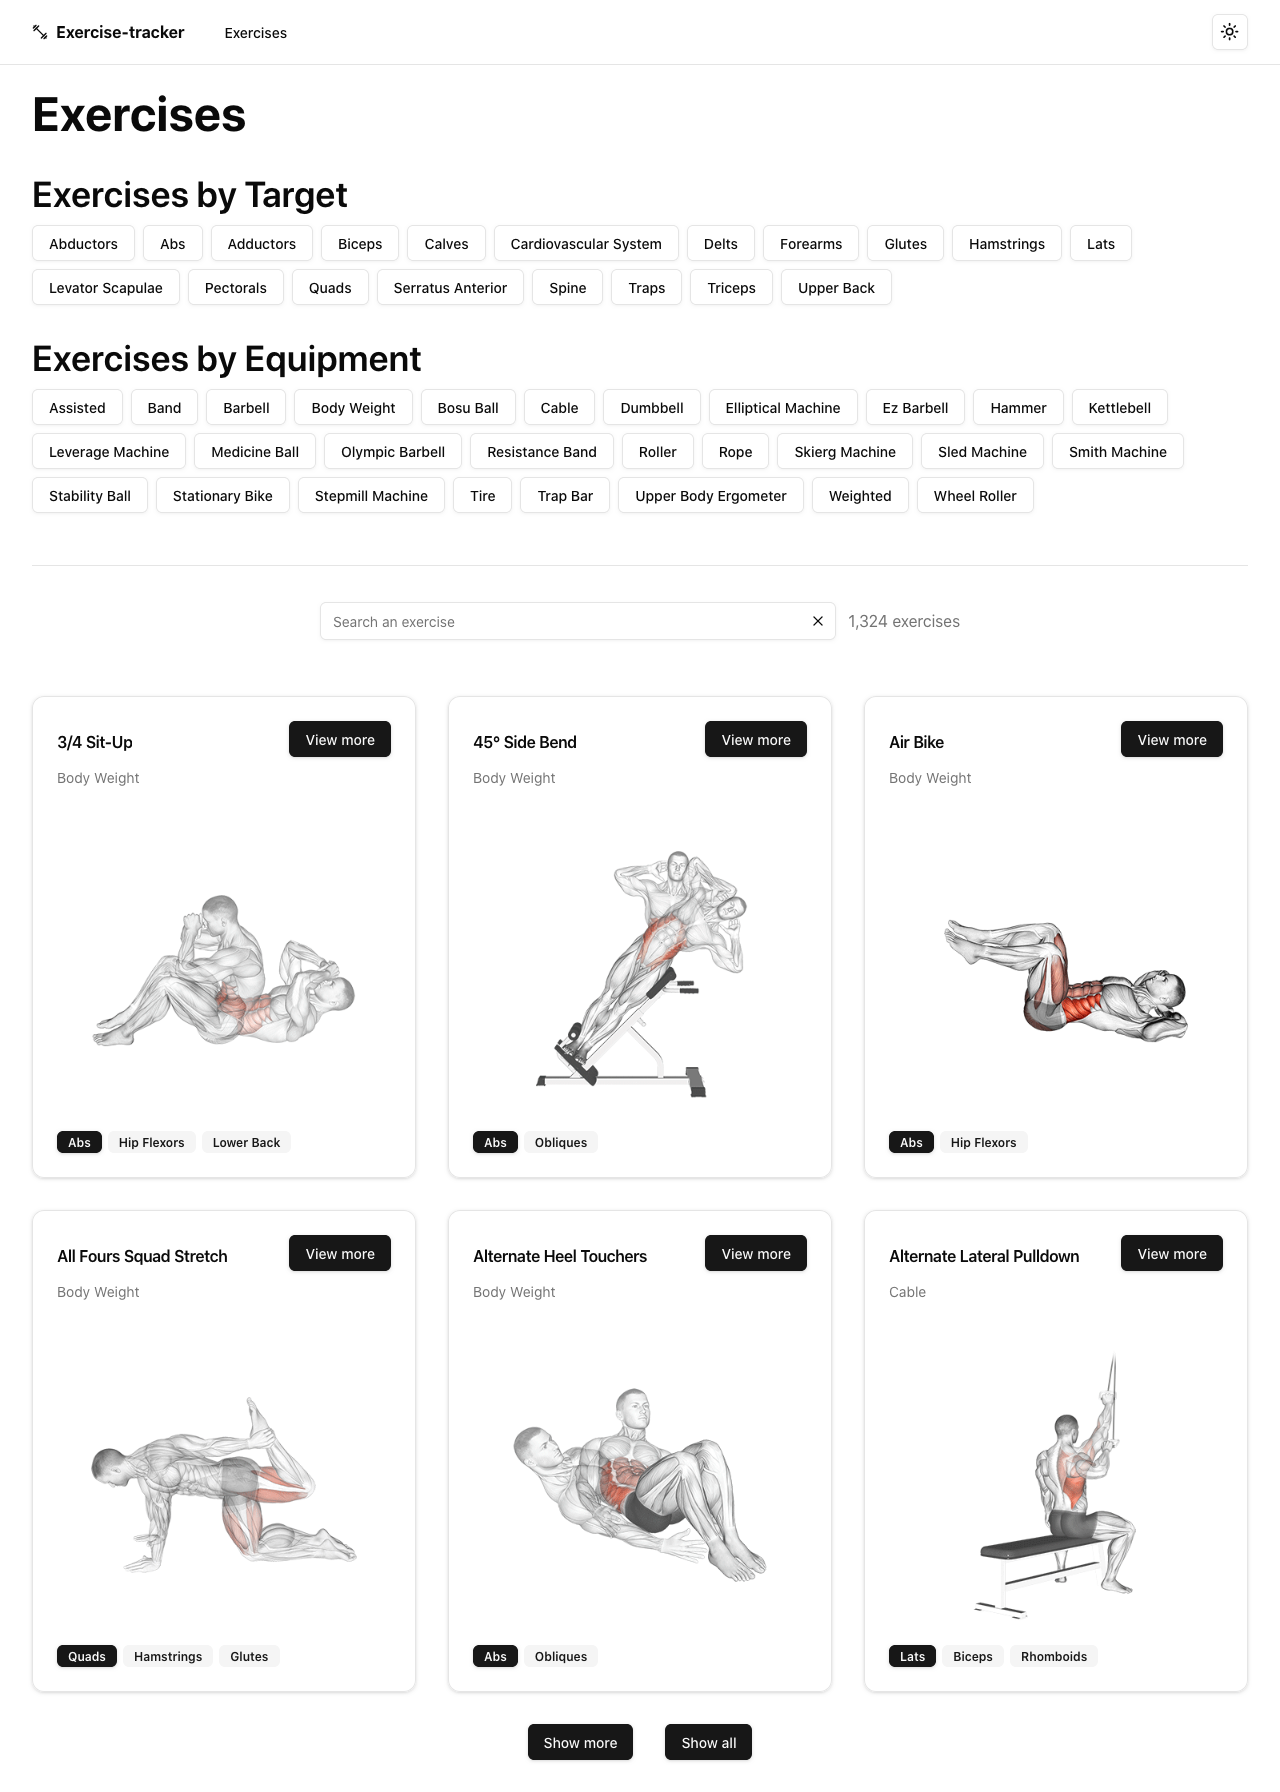 Exercise-tracker Exercises
Exercises
Exercises by Target
Abductors Abs Adductors Biceps Calves Cardiovascular System Delts Forearms Glutes Hamstrings Lats
Levator Scapulae Pectorals Quads Serratus Anterior Spine Traps Triceps Upper Back
Exercises by Equipment
Assisted Band Barbell Body Weight Bosu Ball Cable Dumbbell Elliptical Machine Ez Barbell Hammer Kettlebell
Leverage Machine Medicine Ball Olympic Barbell Resistance Band Roller Rope Skierg Machine Sled Machine Smith Machine
Stability Ball Stationary Bike Stepmill Machine Tire Trap Bar Upper Body Ergometer Weighted Wheel Roller
Search an exercise 1,324 exercises
3/4 Sit-Up View more
Body Weight
Abs Hip Flexors Lower Back
45° Side Bend View more
Body Weight
Abs Obliques
Air Bike View more
Body Weight
Abs Hip Flexors
All Fours Squad Stretch View more
Body Weight
Quads Hamstrings Glutes
Alternate Heel Touchers View more
Body Weight
Abs Obliques
Alternate Lateral Pulldown View more
Cable
Lats Biceps Rhomboids
Show more Show all